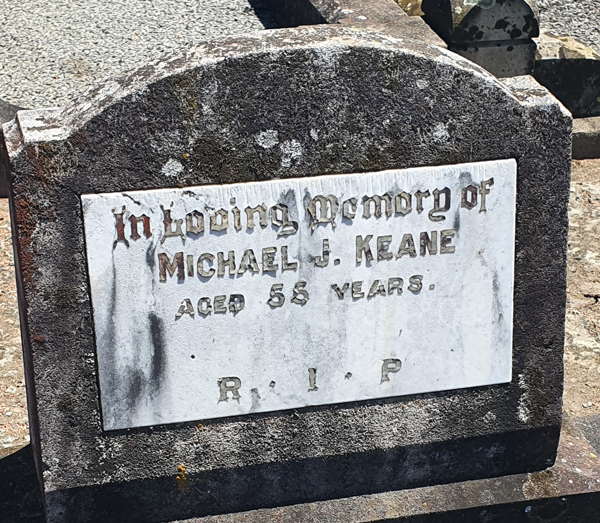 In Loving Memory of
MICHAEL J. KEANE
AGED 55 YEARS.
R. I. P